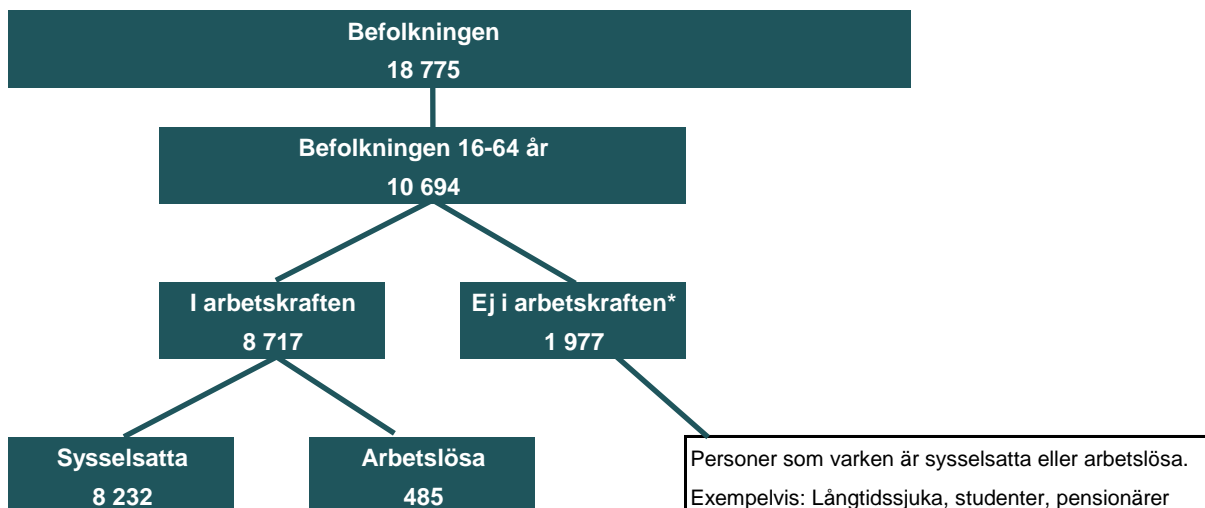 Befolkningen
18 775
Befolkningen 16-64 år
10 694
I arbetskraften
8 717
Ej i arbetskraften*
1 977
Sysselsatta
8 232
Arbetslösa
485
Personer som varken är sysselsatta eller arbetslösa.
Exempelvis: Långtidssjuka, studenter, pensionärer